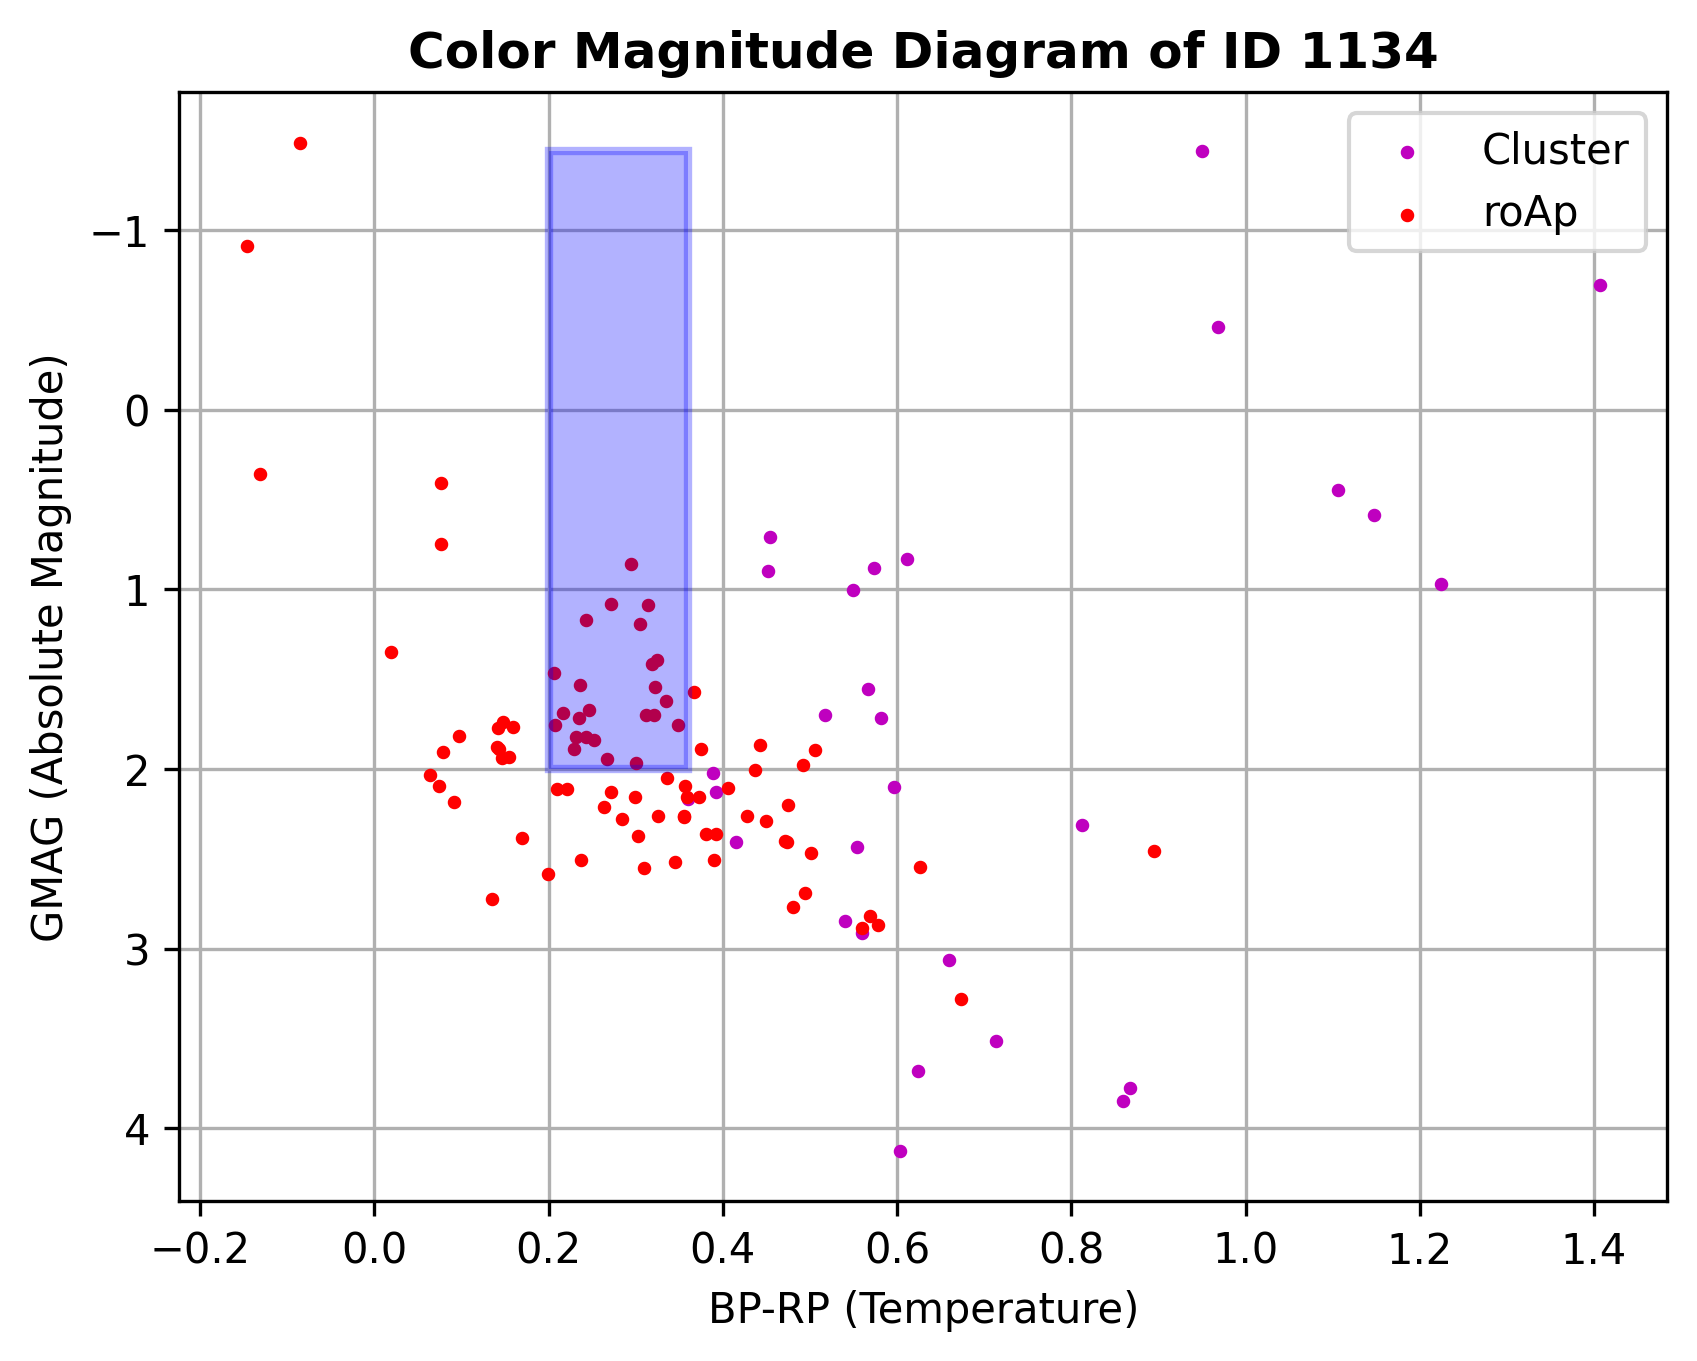 Color Magnitude Diagram of ID 1134
Cluster
roAp
GMAG (Absolute Magnitude)
−1
0
1
2
3
4
−0.2 0.0 0.2 0.4 0.6 0.8 1.0 1.2 1.4
BP-RP (Temperature)